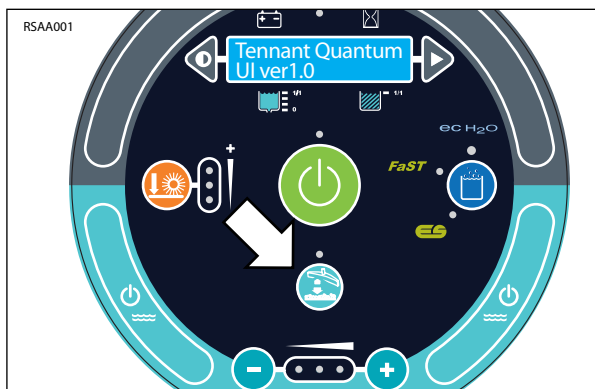 RSAA001
Tennant Quantum
UI ver1.0
1/1
0
1/1
ec H2O
FaST
ES
+
- +